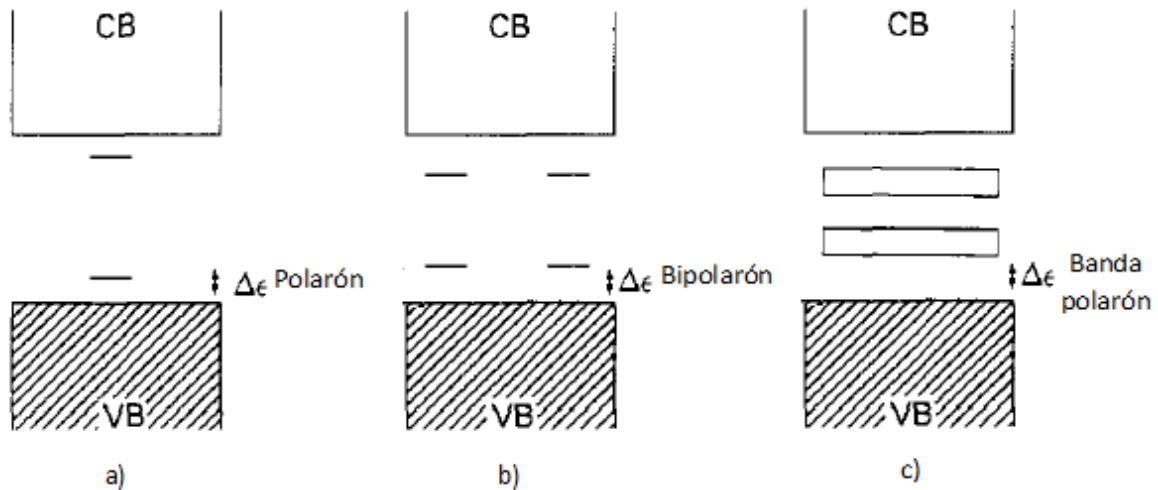 CB
CB
CB
Δϵ Polarón
Δϵ Bipolarón
Δϵ Banda
polarón
VB
VB
VB
a)
b)
c)